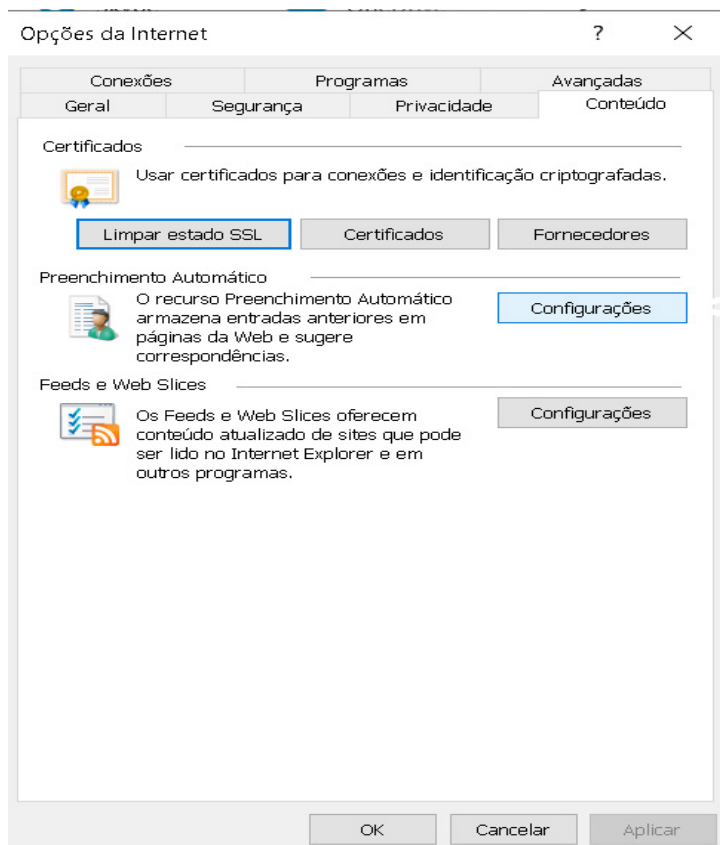 Opções da Internet ?
Conexões Programas Avançadas
Geral Segurança Privacidade Conteúdo
Certificados
Usar certificados para conexões e identificação criptografadas.
Limpar estado SSL Certificados Fornecedores
Preenchimento Automático
O recurso Preenchimento Automático
armazena entradas anteriores em
páginas da Web e sugere
correspondências.
Configurações
Feeds e Web Slices
Os Feeds e Web Slices oferecem
conteúdo atualizado de sites que pode
ser lido no Internet Explorer e em
outros programas.
Configurações
OK Cancelar Aplicar